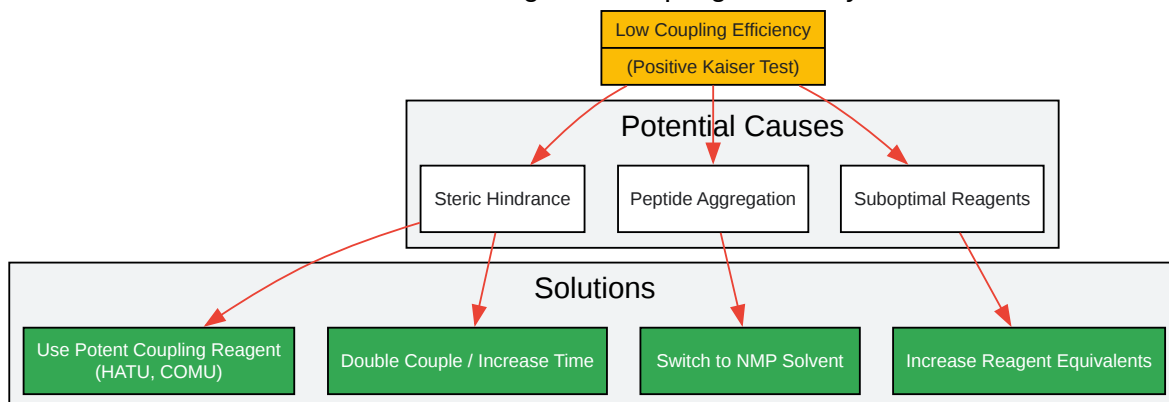 Low Coupling Efficiency
(Positive Kaiser Test)
Potential Causes
Steric Hindrance
Peptide Aggregation
Suboptimal Reagents
Solutions
Use Potent Coupling Reagent
(HATU, COMU)
Double Couple / Increase Time
Switch to NMP Solvent
Increase Reagent Equivalents